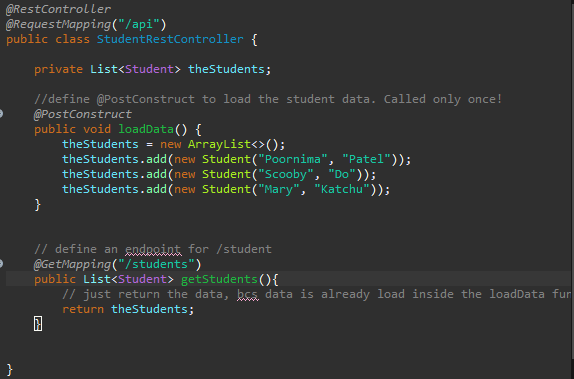 @RestController
@RequestMapping("/api")
public class StudentRestController {
private List<Student> theStudents;
//define @PostConstruct to load the student data. Called only once!
@PostConstruct
public void loadData() {
theStudents = new ArrayList<>();
theStudents.add(new Student("Poornima", "Patel"));
theStudents.add(new Student("Scooby", "Do"));
theStudents.add(new Student("Mary", "Katchu"));
}
// define an endpoint for /student
@GetMapping("/students")
public List<Student> getStudents(){
// just return the data, bcs data is already load inside the loadData fun
return theStudents;
}
}